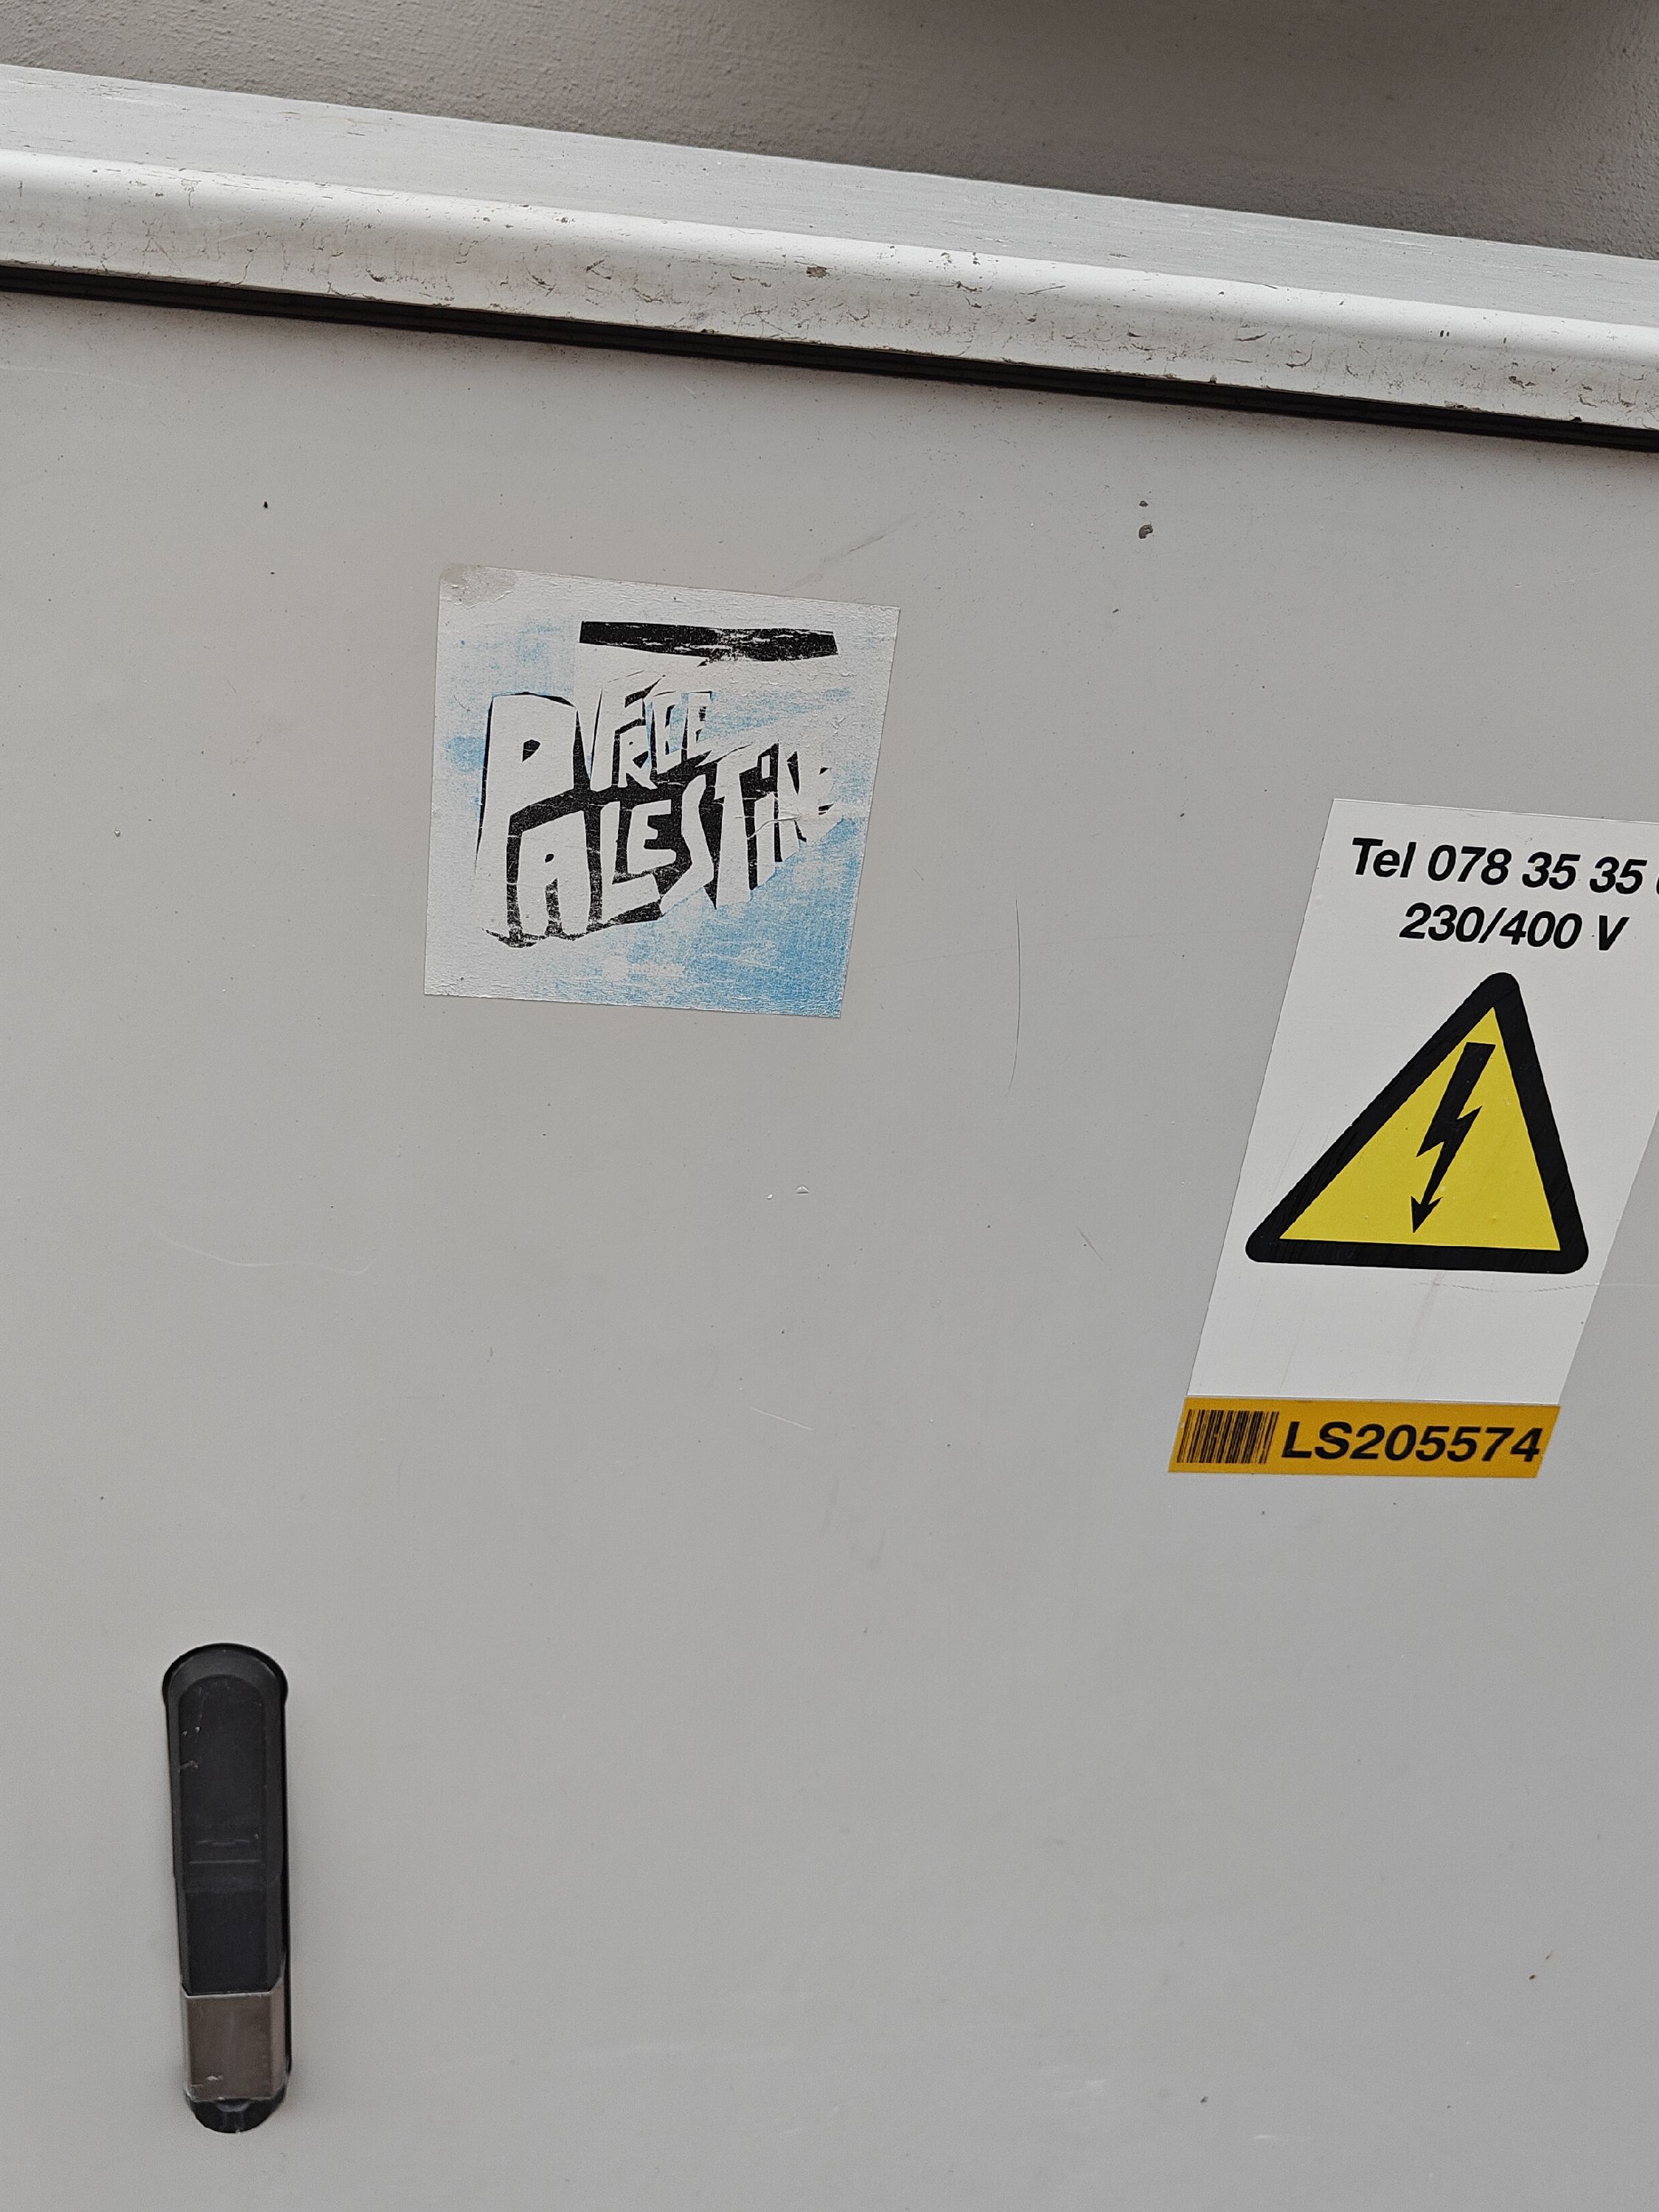 FREE
PALESTINE
Tel 078 35 35
230/400 V
LS205574